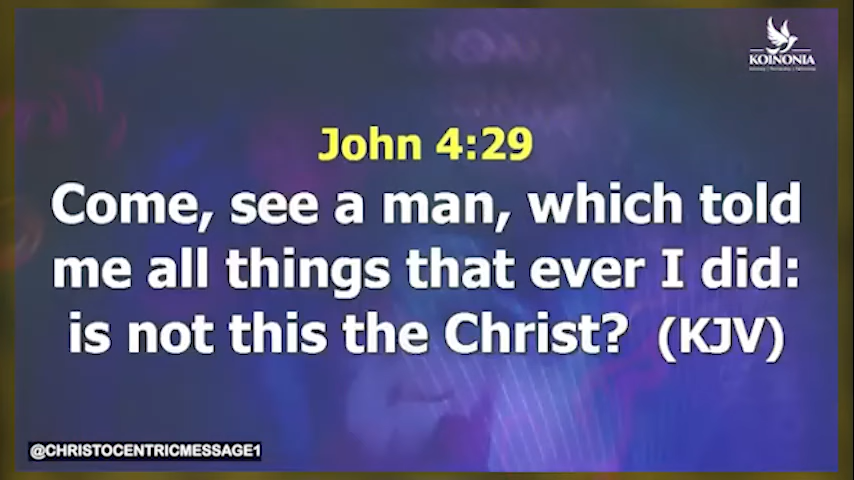 KOINONIA
John 4:29
Come, see a man, which told
me all things that ever I did:
is not this the Christ? (KJV)
@CHRISTOCENTRICMESSAGE1